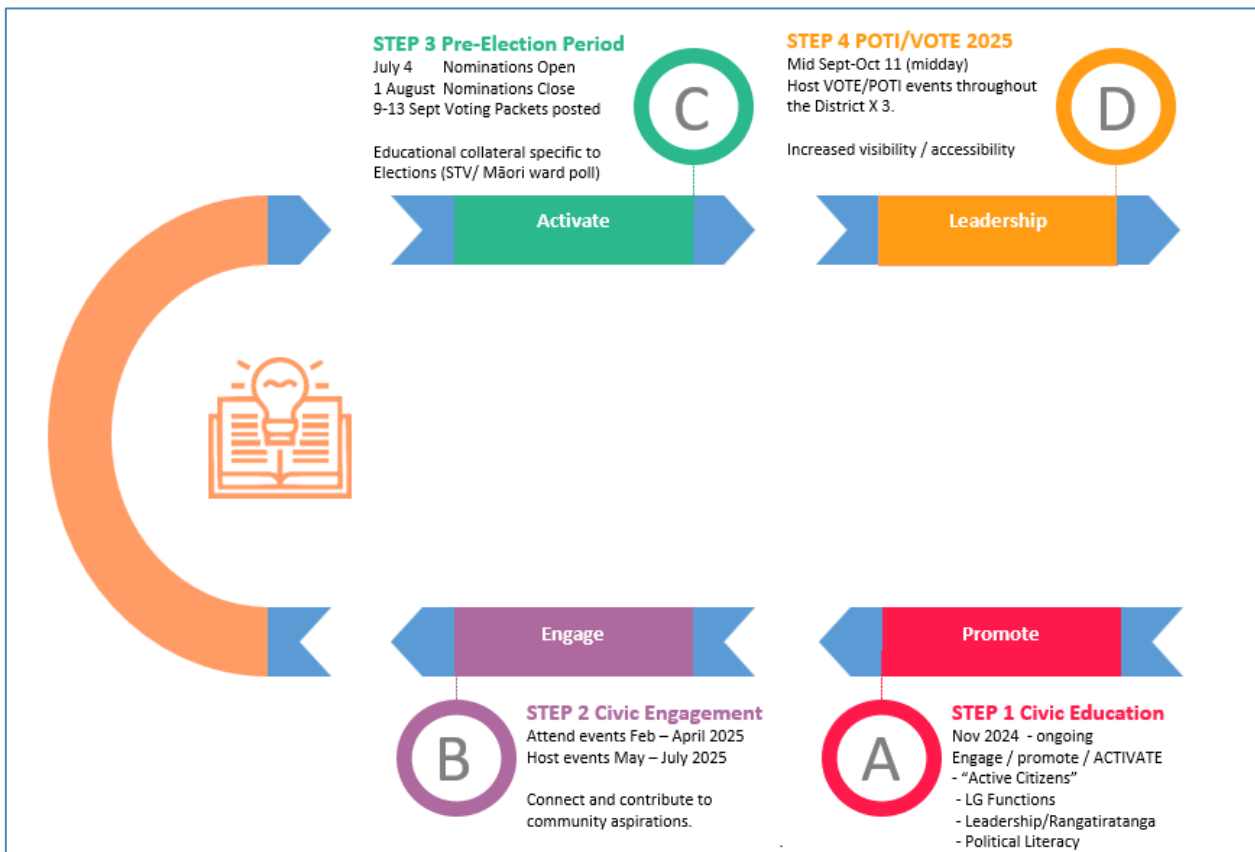 STEP 3 Pre-Election Period
July 4 Nominations Open
1 August Nominations Close
9-13 Sept Voting Packets posted
Educational collateral specific to
Elections (STV/ Māori ward poll)
C
STEP 4 POTI/VOTE 2025
Mid Sept-Oct 11 (midday)
Host VOTE/POTI events throughout
the District X 3.
Increased visibility / accessibility
D
Activate
Leadership
Engage
Promote
B
STEP 2 Civic Engagement
Attend events Feb – April 2025
Host events May – July 2025
Connect and contribute to
community aspirations.
A
STEP 1 Civic Education
Nov 2024 - ongoing
Engage / promote / ACTIVATE
- “Active Citizens”
- LG Functions
- Leadership/Rangatiratanga
- Political Literacy